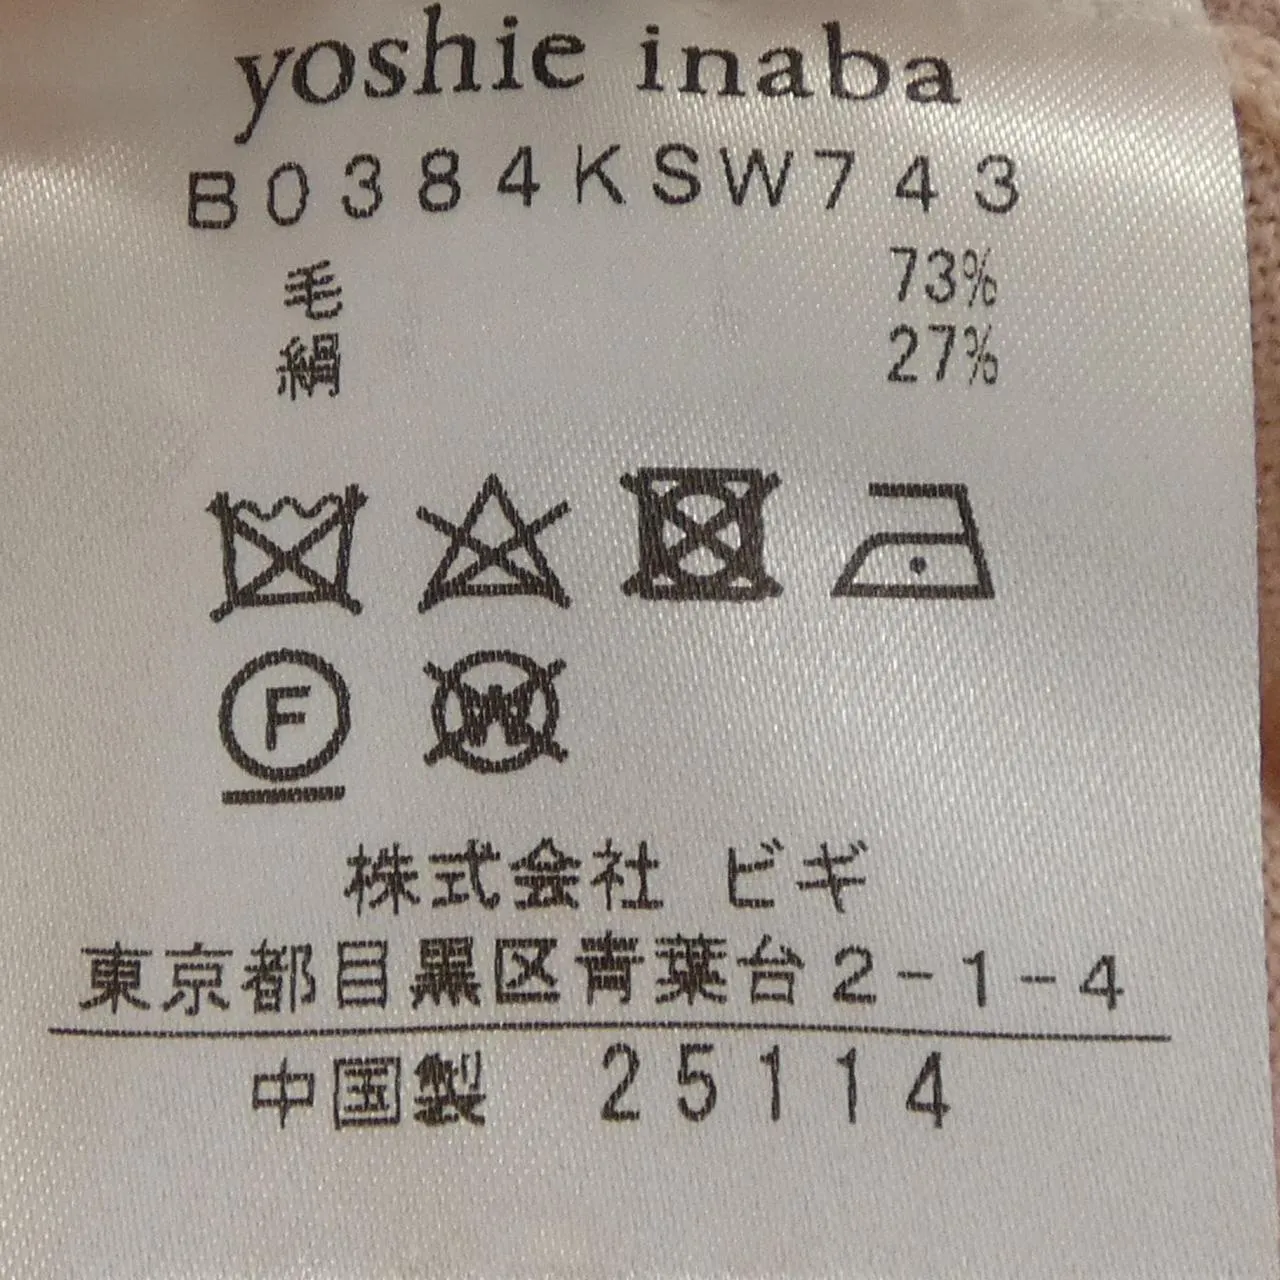 yoshie inaba
B0384KSW743
毛 73%
絹 27%
F W
株式会社 ビギ
東京都目黒区青葉台2-1-4
中国製 25114